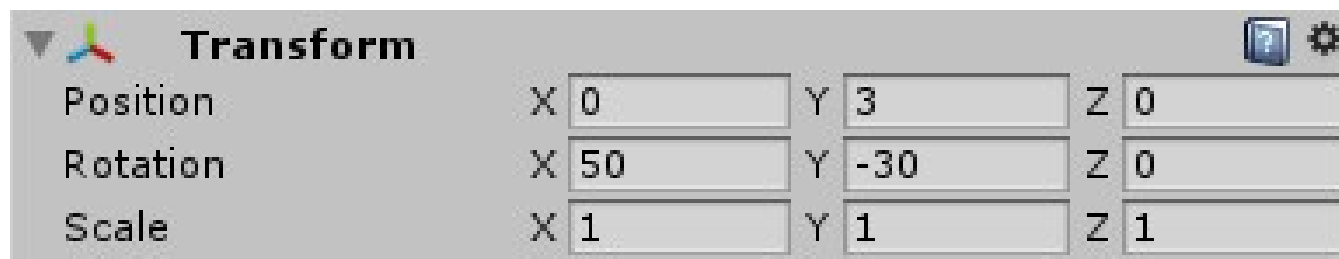 Transform
Position X 0 Y 3 Z 0
Rotation X 50 Y -30 Z 0
Scale X 1 Y 1 Z 1